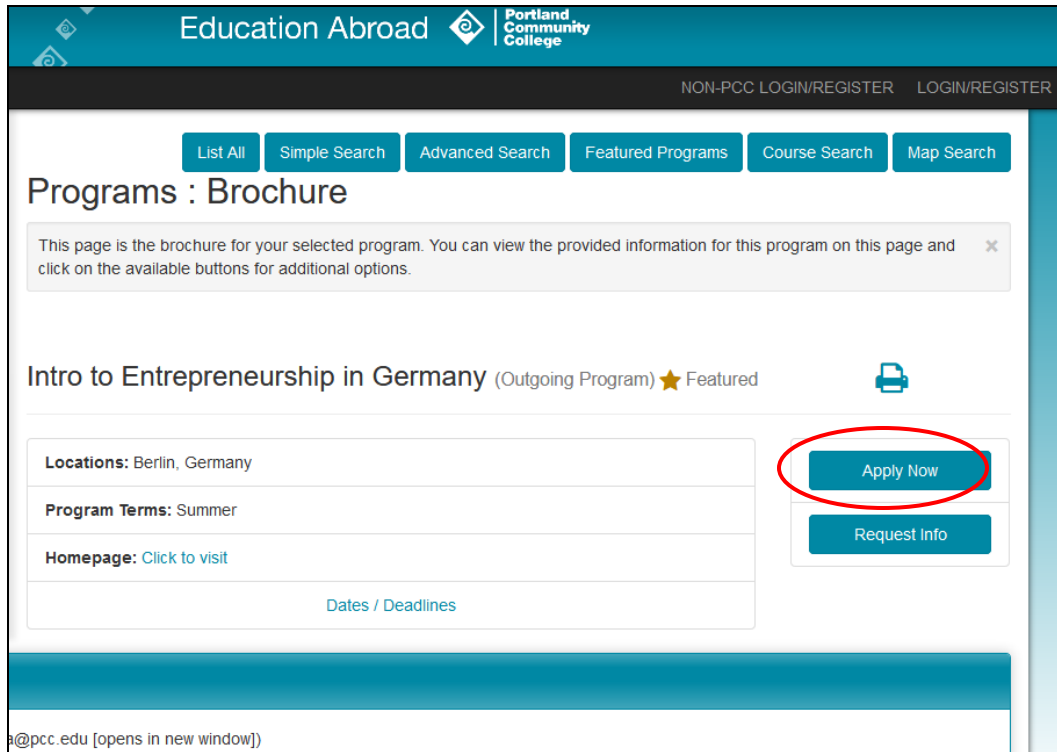 Education Abroad
Portland
Community
College
NON-PCC LOGIN/REGISTER LOGIN/REGISTER
List All Simple Search Advanced Search Featured Programs Course Search Map Search
Programs : Brochure
This page is the brochure for your selected program. You can view the provided information for this program on this page and ×
click on the available buttons for additional options.
Intro to Entrepreneurship in Germany (Outgoing Program) Featured
Locations: Berlin, Germany
Program Terms: Summer
Homepage: Click to visit
Dates / Deadlines
Apply Now
Request Info
a@pcc.edu [opens in new window])